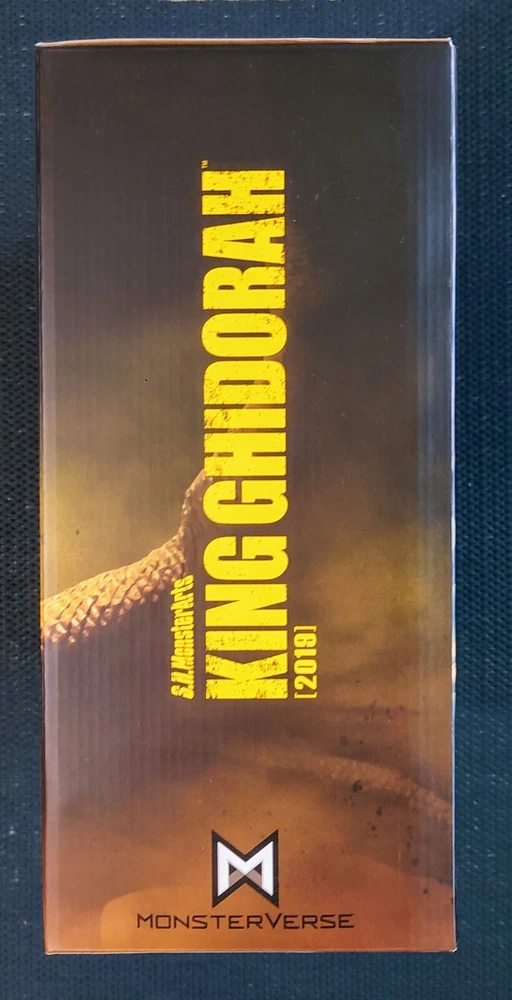 S.H.MonsterArts
KING GHIDORAH™
[2019]
M
MONSTERVERSE